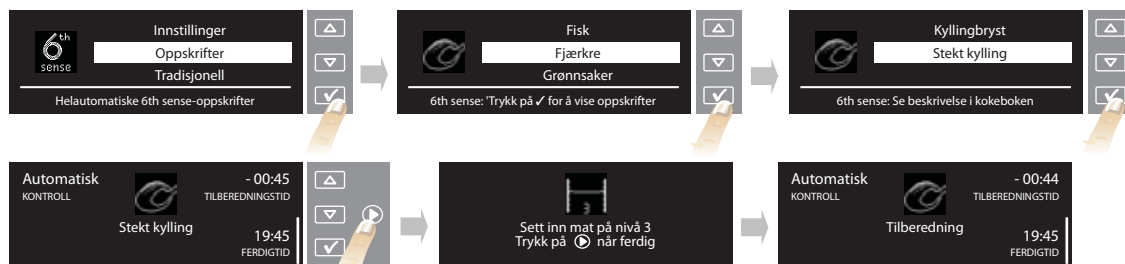 6th
sense
Innstillinger
Oppskrifter
Tradisjonell
Helautomatiske 6th sense-oppskrifter
Fisk
Fjærkre
Grønnsaker
6th sense: 'Trykk på ✓ for å vise oppskrifter
Kyllingbryst
Stekt kylling
6th sense: Se beskrivelse i kokeboken
Automatisk
KONTROLL
- 00:45
TILBEREDNINGSTID
Stekt kylling
19:45
FERDIGTID
3
Sett inn mat på nivå 3
Trykk på når ferdig
Automatisk
KONTROLL
- 00:44
TILBEREDNINGSTID
Tilberedning
19:45
FERDIGTID